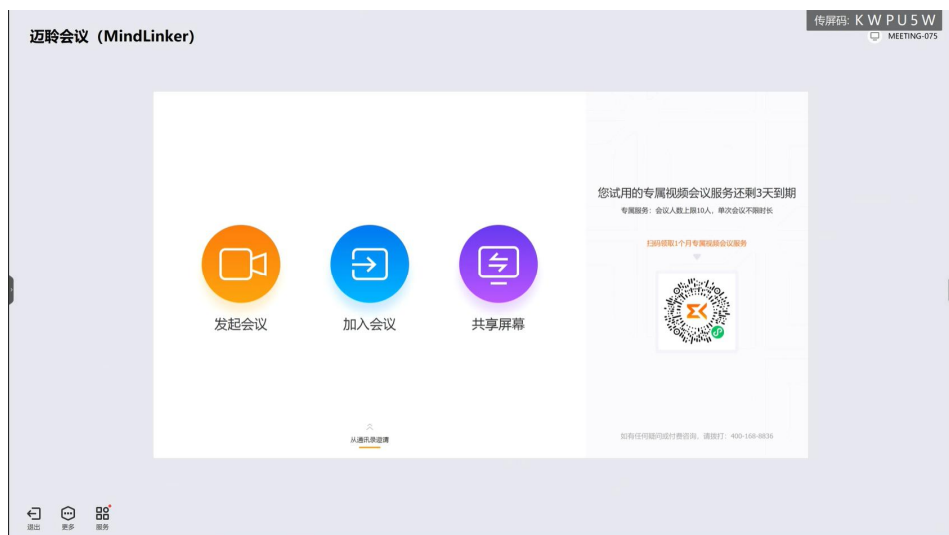 传屏码: KWPU5W
迈聆会议（MindLinker）
MEETING-075
您试用的专属视频会议服务还剩3天到期
专属服务：会议人数上限10人、单次会议不限时长
扫码领取1个月专属视频会议服务
发起会议
加入会议
共享屏幕
从通讯录邀请
如有任何疑问或付费咨询，请拨打：400-168-8836
退出
更多
服务